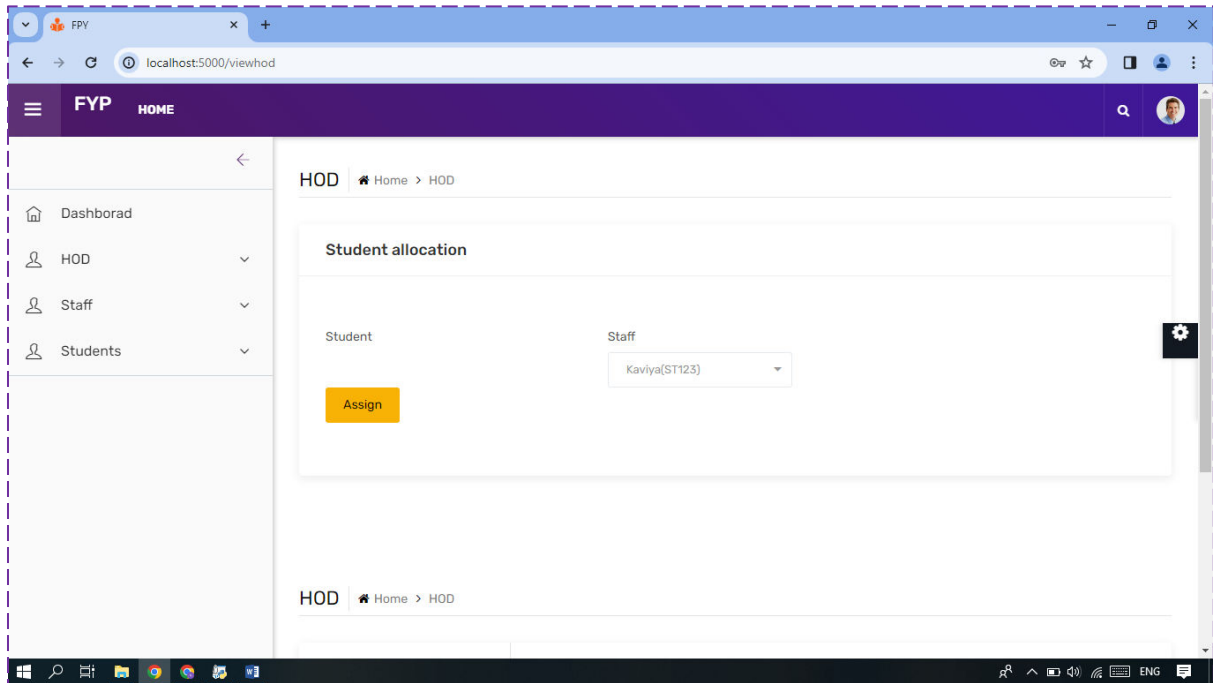 FPY
localhost:5000/viewhod
FYP HOME
HOD Home > HOD
Dashborad
HOD
Staff
Students
Student allocation
Student Staff
Kaviya(ST123)
Assign
HOD Home > HOD
ENG